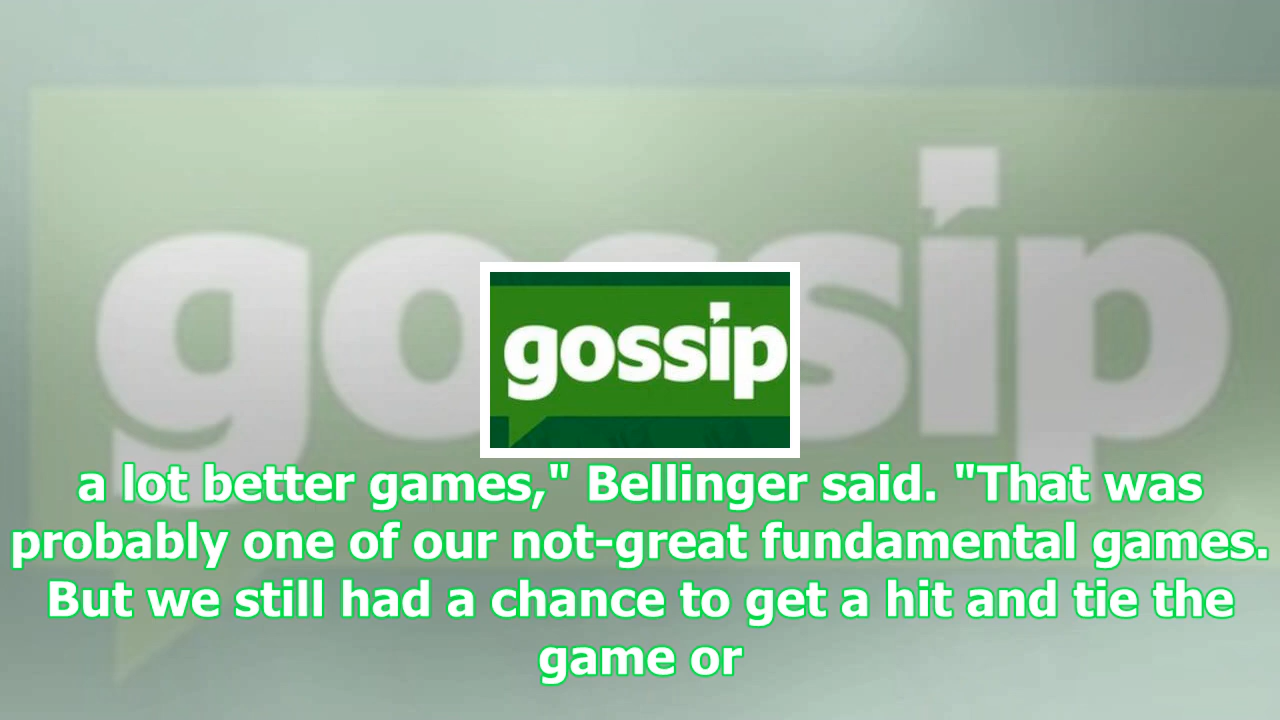 gossip
gossip
a lot better games," Bellinger said. "That was
probably one of our not-great fundamental games.
But we still had a chance to get a hit and tie the
game or